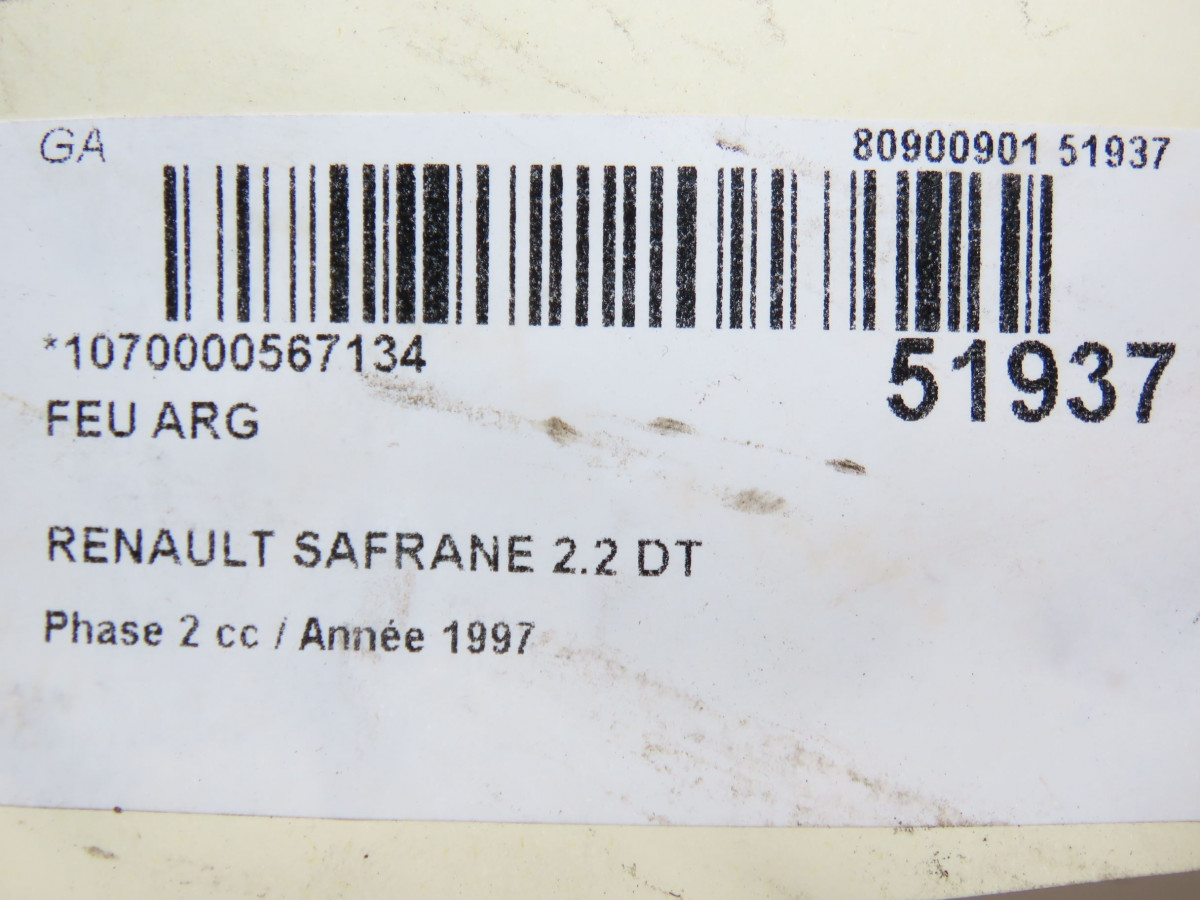 GA
80900901 51937
*1070000567134
51937
FEU ARG
RENAULT SAFRANE 2.2 DT
Phase 2 cc / Année 1997